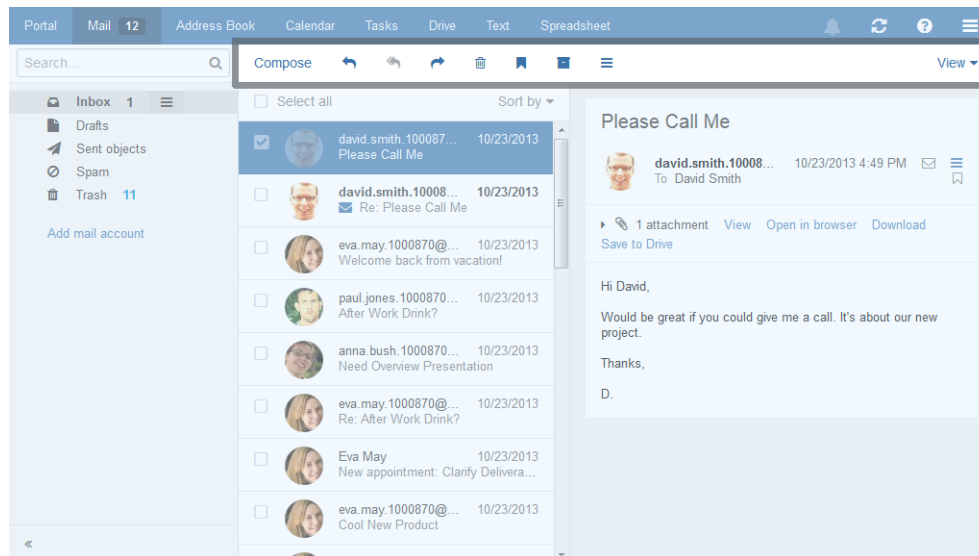 Portal Mail 12 Address Book Calendar Tasks Drive Text Spreadsheet
Search...
Compose View
Inbox 1
Drafts
Sent objects
Spam
Trash 11
Add mail account
Select all Sort by
david.smith.100087... 10/23/2013
Please Call Me
david.smith.10008... 10/23/2013
Re: Please Call Me
eva.may.1000870@... 10/23/2013
Welcome back from vacation!
paul.jones.1000870... 10/23/2013
After Work Drink?
anna.bush.1000870... 10/23/2013
Need Overview Presentation
eva.may.1000870@... 10/23/2013
Re: After Work Drink?
Eva May 10/23/2013
New appointment: Clarify Delivera...
eva.may.1000870@... 10/23/2013
Cool New Product
Please Call Me
david.smith.10008... 10/23/2013 4:49 PM
To David Smith
1 attachment View Open in browser Download
Save to Drive
Hi David,
Would be great if you could give me a call. It's about our new
project.
Thanks,
D.